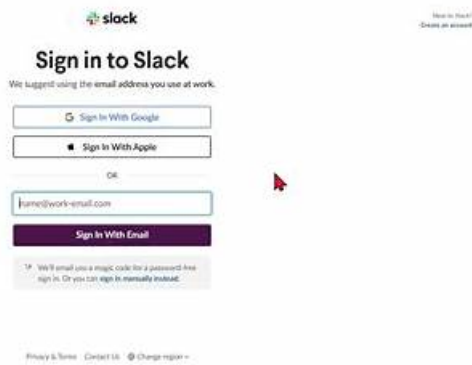 slack
New to Slack?
Create an account
Sign in to Slack
We suggest using the email address you use at work.
G Sign In With Google
Sign In With Apple
OR
name@work-email.com
Sign In With Email
We'll email you a magic code for a password-free
sign in. Or you can sign in manually instead.
Privacy & Terms Contact Us Change region